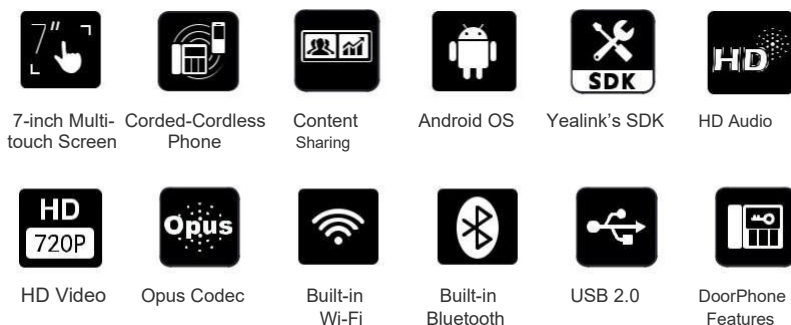 7"
SDK
HD
7-inch Multi-
touch Screen
Corded-Cordless
Phone
Content
Sharing
Android OS
Yealink’s SDK
HD Audio
HD
720P
Opus
HD Video
Opus Codec
Built-in
Wi-Fi
Built-in
Bluetooth
USB 2.0
DoorPhone
Features